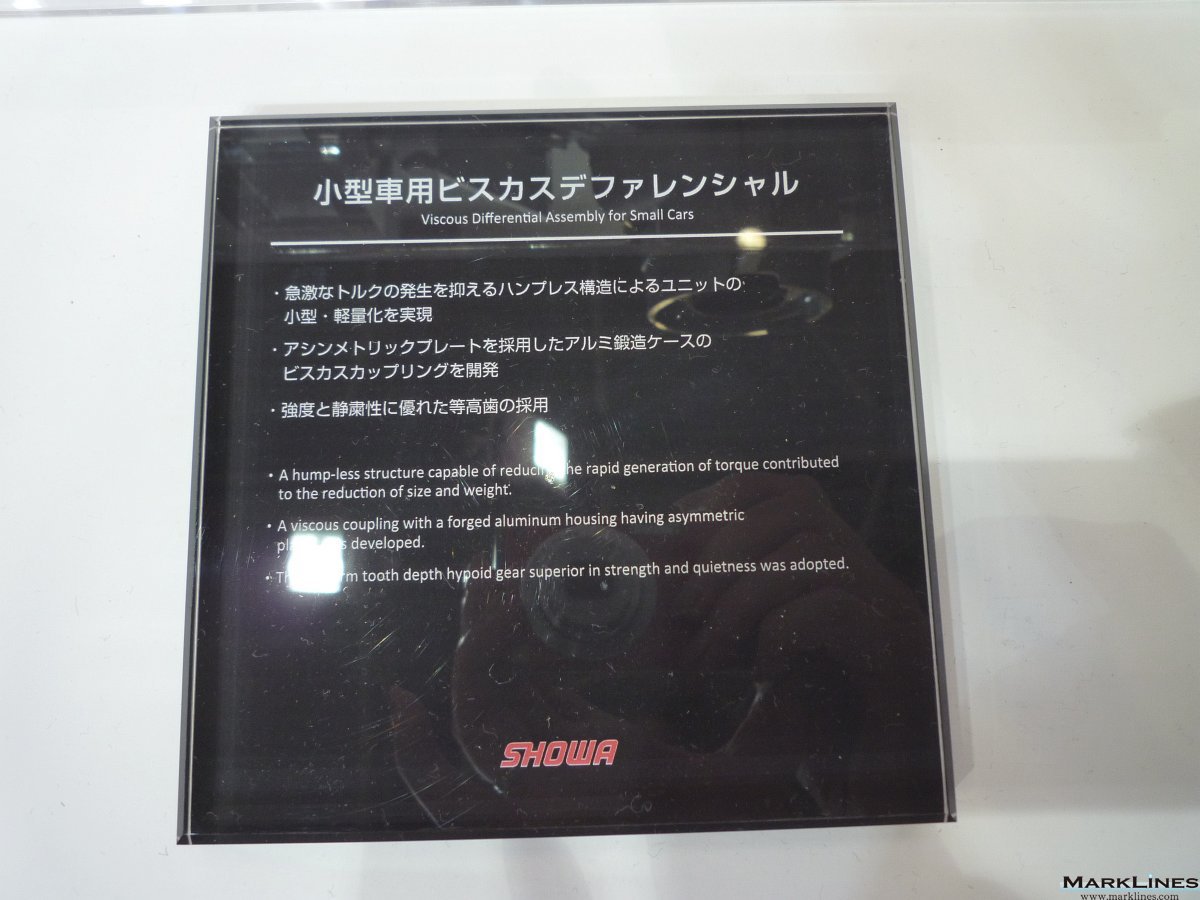 小型車用ビスカスデファレンシャル
Viscous Differential Assembly for Small Cars
・急激なトルクの発生を抑えるハンプレス構造によるユニットの
小型・軽量化を実現
・アシンメトリックプレートを採用したアルミ鍛造ケースの
ビスカスカップリングを開発
・強度と静粛性に優れた等高歯の採用
・A hump-less structure capable of reducing the rapid generation of torque contributed
to the reduction of size and weight.
・A viscous coupling with a forged aluminum housing having asymmetric
developed.
・tooth depth hypoid gear superior in strength and quietness was adopted.
SHOWA
MARKLINES
www.marklines.com